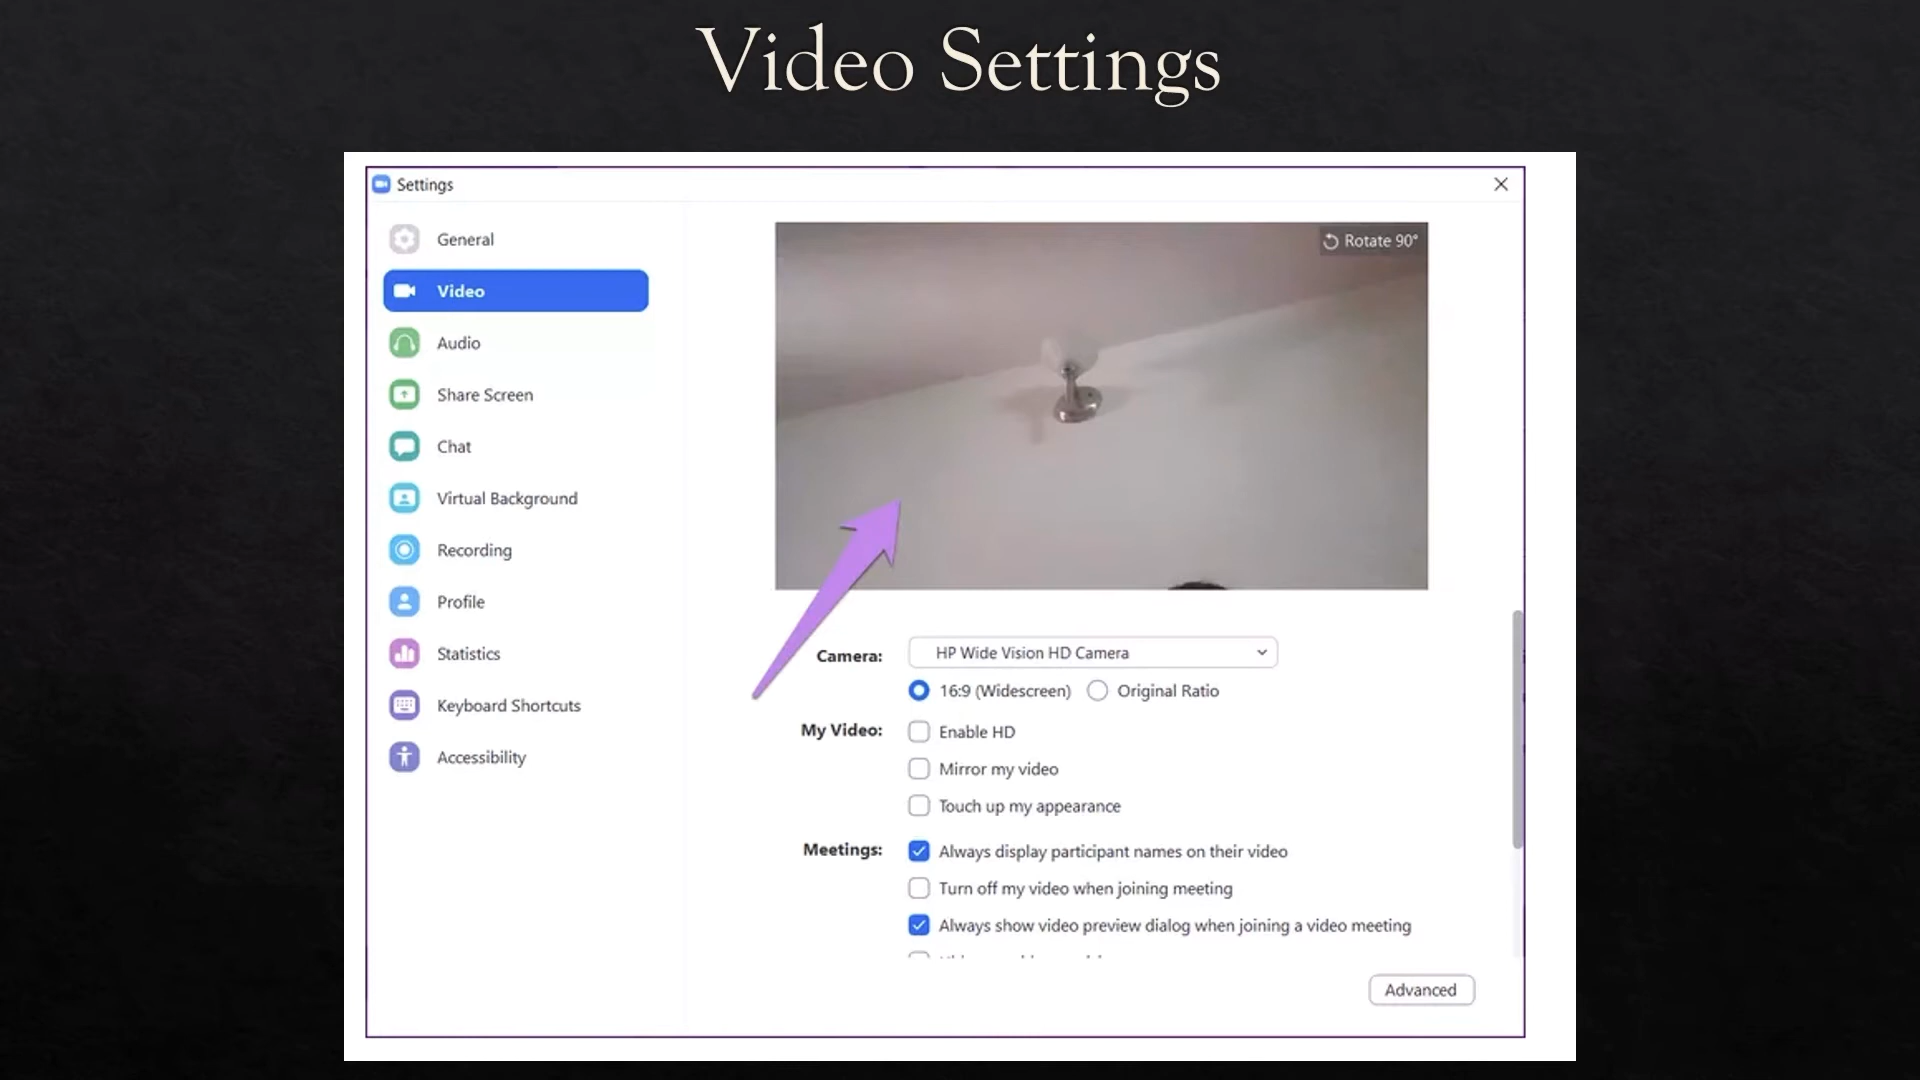 Video Settings
Settings
General
Video
Audio
Share Screen
Chat
Virtual Background
Recording
Profile
Statistics
Keyboard Shortcuts
Accessibility
Rotate 90°
Camera: HP Wide Vision HD Camera
16:9 (Widescreen) Original Ratio
My Video: Enable HD
Mirror my video
Touch up my appearance
Meetings: Always display participant names on their video
Turn off my video when joining meeting
Always show video preview dialog when joining a video meeting
Advanced